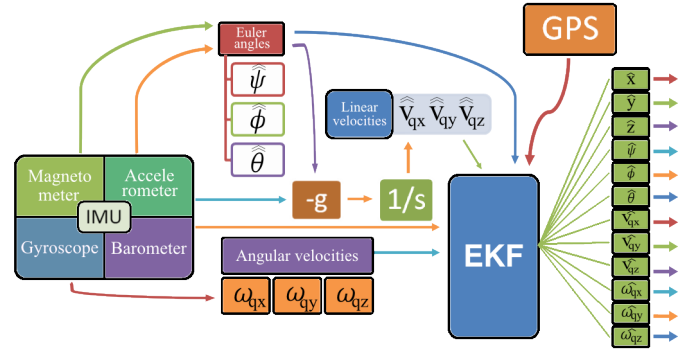 Euler
angles
GPS
ψ̂
ϕ̂
θ̂
Linear
velocities
V̂qx V̂qy V̂qz
x̂
ŷ
ẑ
ψ̂
ϕ̂
θ̂
V̂qx
V̂qy
V̂qz
ω̂qx
ω̂qy
ω̂qz
Magneto
meter
Accele
rometer
IMU
Gyroscope
Barometer
-g
1/s
Angular velocities
ωqx ωqy ωqz
EKF